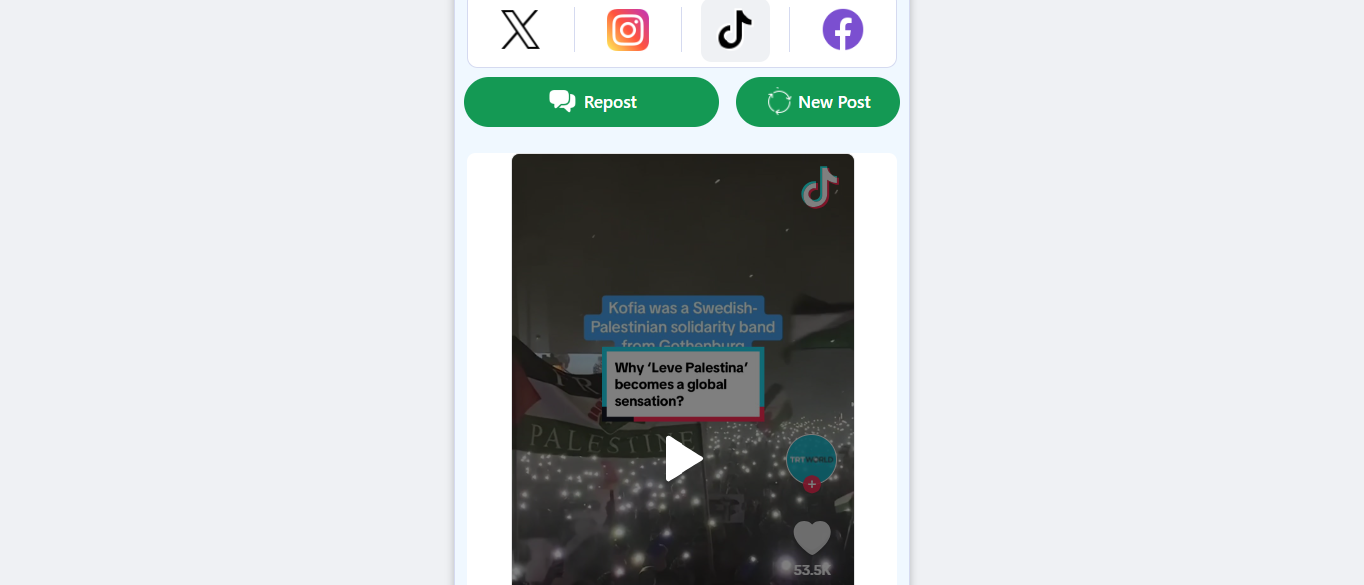 Repost
New Post
Kofia was a Swedish-
Palestinian solidarity band
from Gothenburg
Why ‘Leve Palestina’
becomes a global
sensation?
PALESTINE
TRT WORLD
53.5K